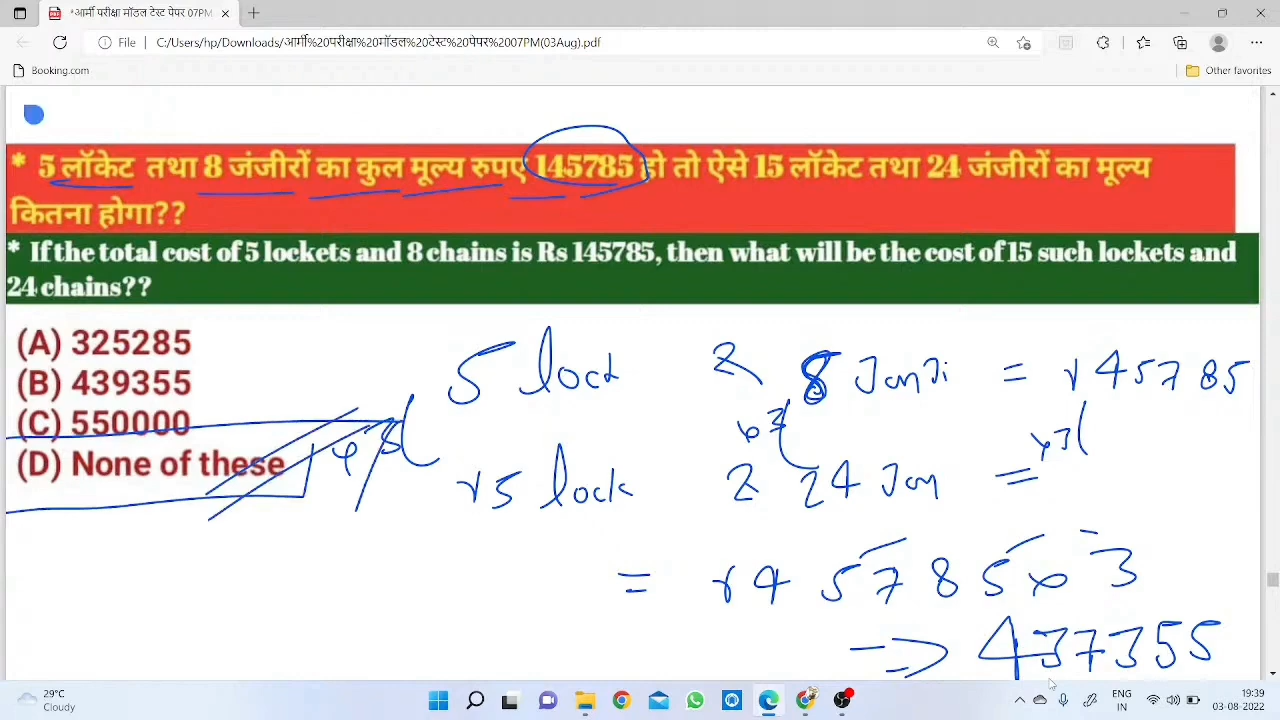 *आर्मी परीक्षा मॉडल टेस्ट पेपर 07PM
File
C:/Users/hp/Downloads/आर्मी%20परीक्षा%20मॉडल%20टेस्ट%20पेपर%2007PM(03Aug).pdf
Booking.com
Other favorites
* 5 लॉकेट तथा 8 जंजीरों का कुल मूल्य रुपए 145785 हो तो ऐसे 15 लॉकेट तथा 24 जंजीरों का मूल्य
कितना होगा??
* If the total cost of 5 lockets and 8 chains is Rs 145785, then what will be the cost of 15 such lockets and
24 chains??
(A) 325285
(B) 439355
(C) 550000
(D) None of these
5 lock 2 8 Janji = 145785
x3 x3
15 lock 2 24 Jan =
= 145785 x 3
=> 437355
29°C
Cloudy
ENG
IN
19:39
03-08-2022